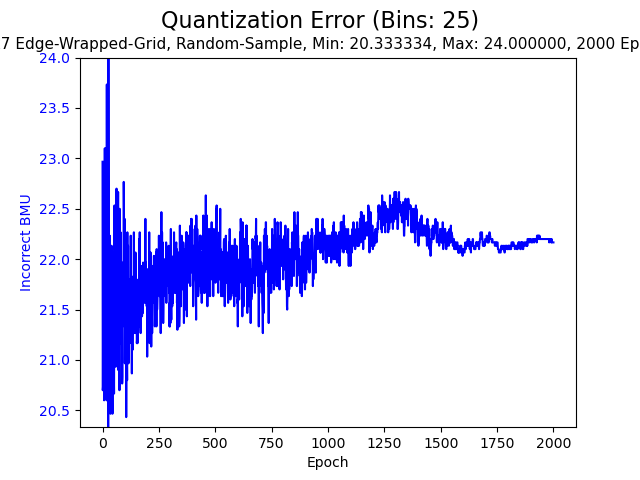 Quantization Error (Bins: 25)
7 Edge-Wrapped-Grid, Random-Sample, Min: 20.333334, Max: 24.000000, 2000 Ep
24.0
23.5
23.0
22.5
22.0
21.5
21.0
20.5
Incorrect BMU
0 250 500 750 1000 1250 1500 1750 2000
Epoch